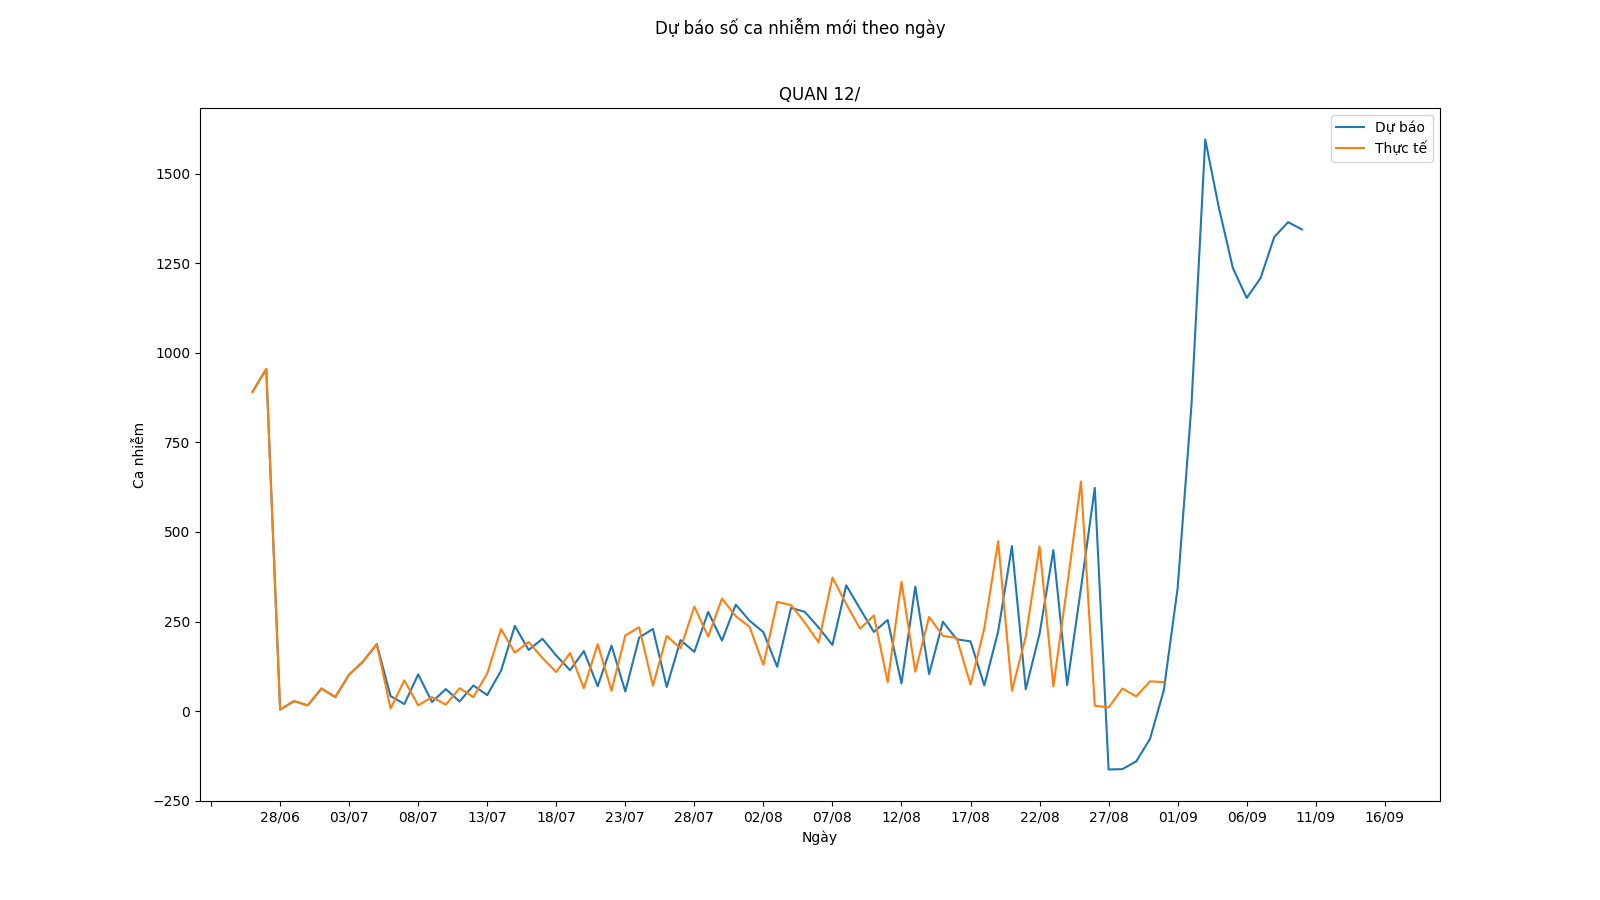 Dự báo số ca nhiễm mới theo ngày
QUAN 12/
Dự báo
Thực tế
1500
1250
1000
750
500
250
0
−250
Ca nhiễm
28/06 03/07 08/07 13/07 18/07 23/07 28/07 02/08 07/08 12/08 17/08 22/08 27/08 01/09 06/09 11/09 16/09
Ngày